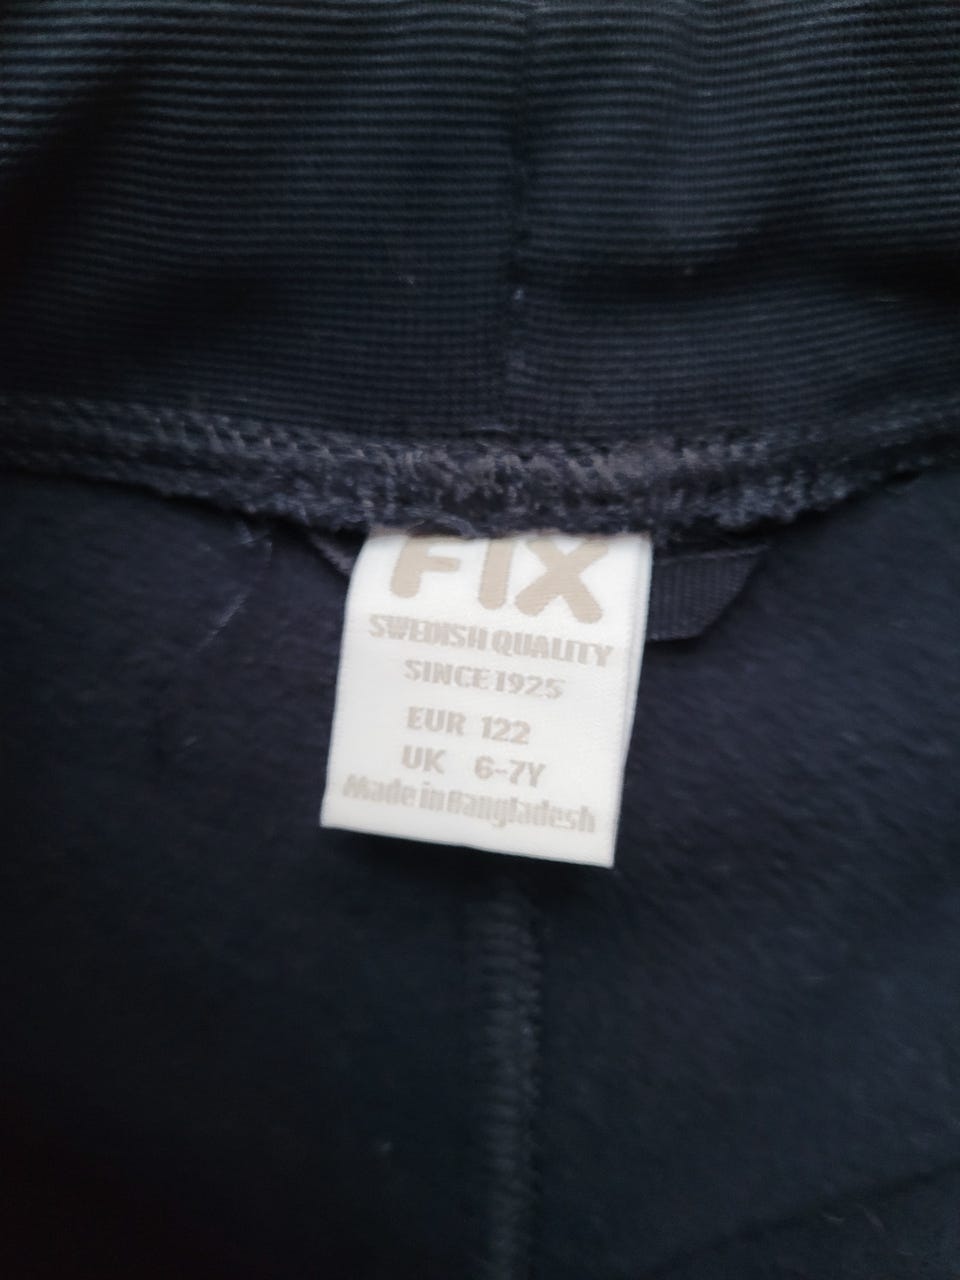 FIX
SWEDISH QUALITY
SINCE 1925
EUR 122
UK 6-7Y
Made in Bangladesh